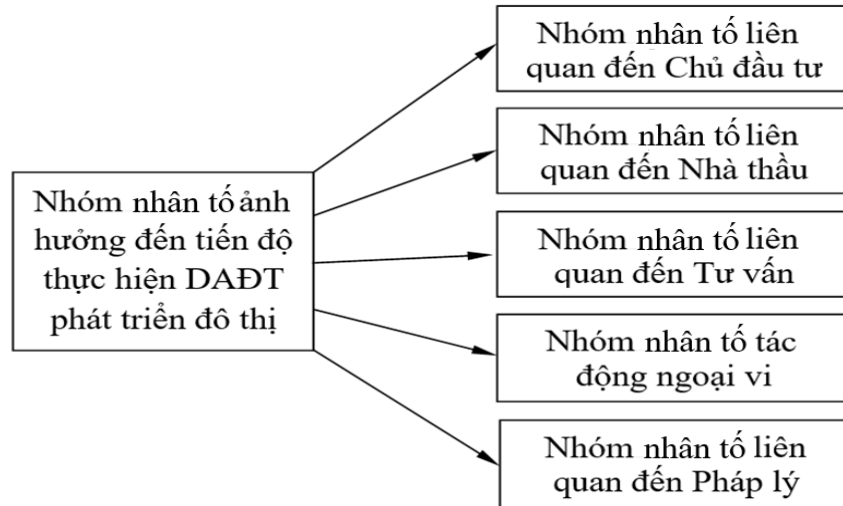 Nhóm nhân tố ảnh
hưởng đến tiến độ
thực hiện DAĐT
phát triển đô thị
Nhóm nhân tố liên
quan đến Chủ đầu tư
Nhóm nhân tố liên
quan đến Nhà thầu
Nhóm nhân tố liên
quan đến Tư vấn
Nhóm nhân tố tác
động ngoại vi
Nhóm nhân tố liên
quan đến Pháp lý